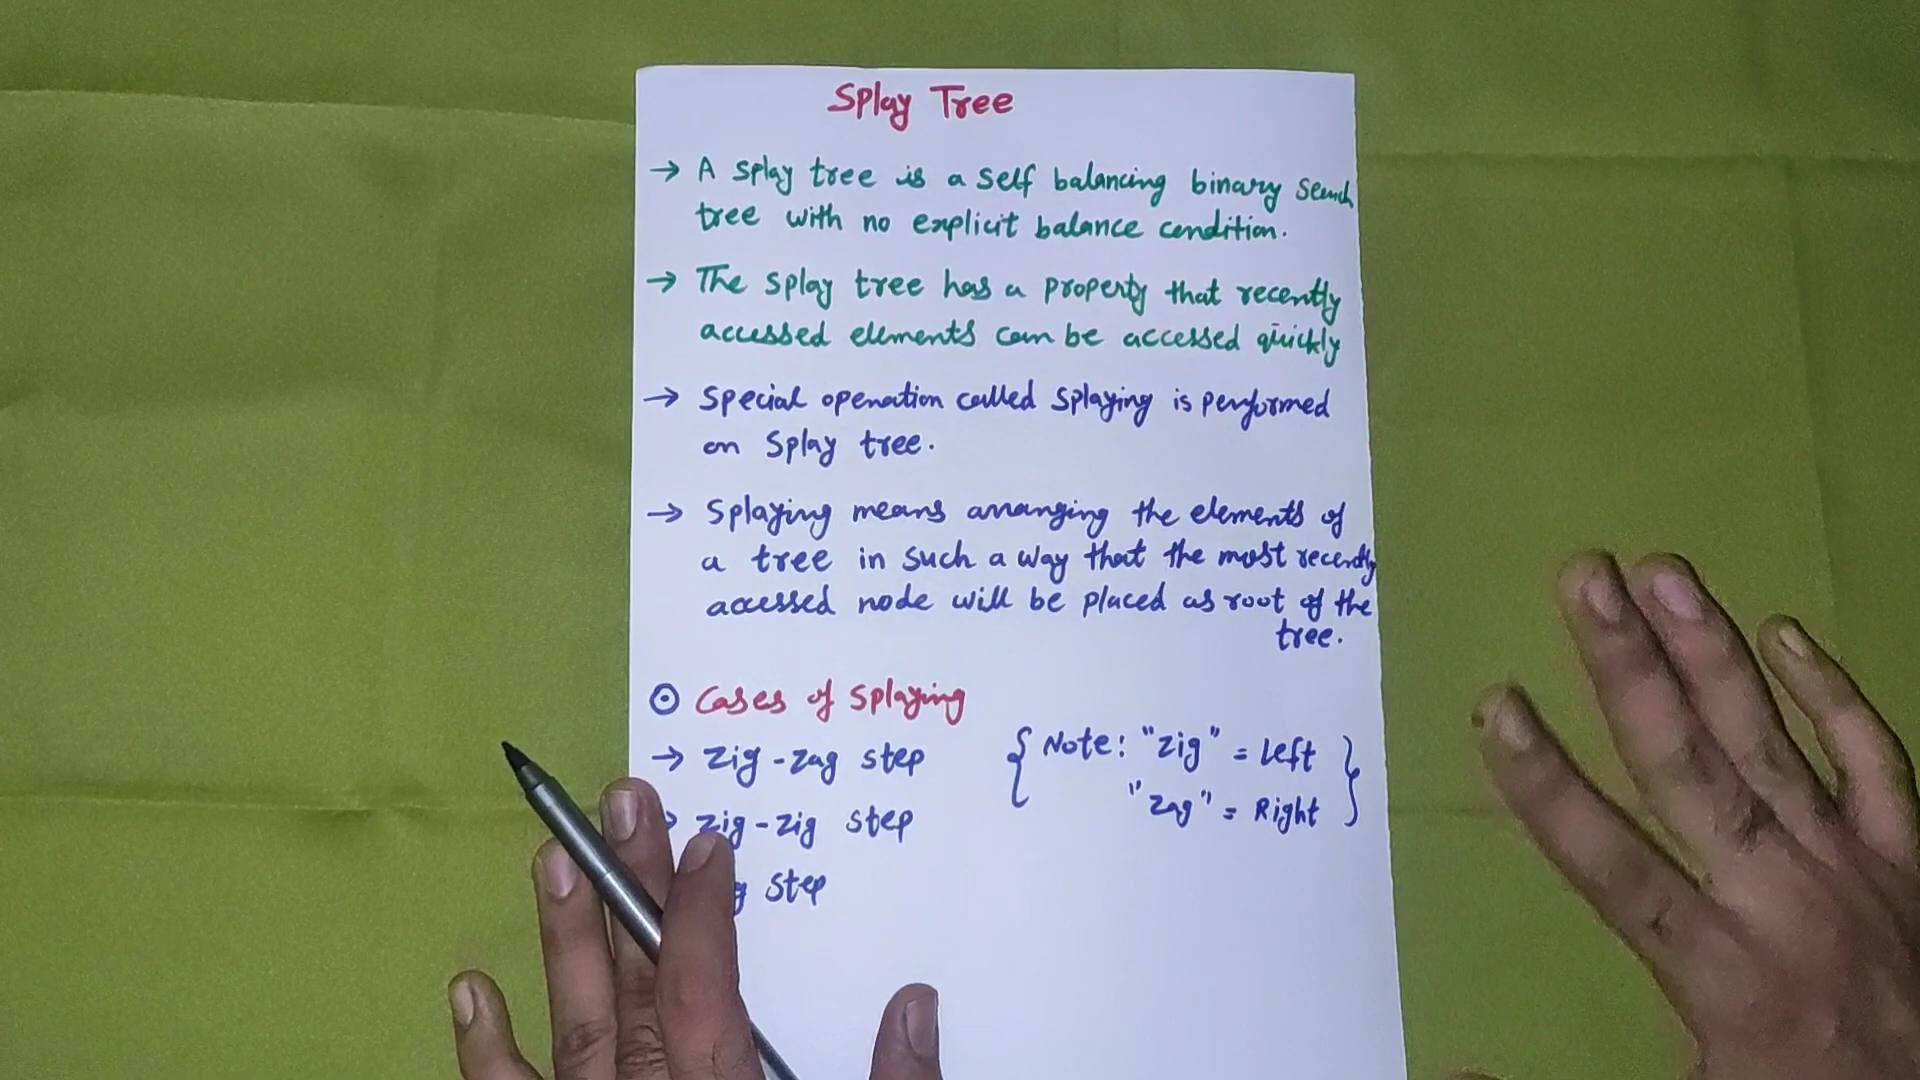 Splay Tree
→ A Splay tree is a self balancing binary search
tree with no explicit balance condition.
→ The Splay tree has a property that recently
accessed elements can be accessed quickly
→ Special operation called Splaying is performed
on Splay tree.
→ Splaying means arranging the elements of
a tree in such a way that the most recently
accessed node will be placed as root of the
tree.
Cases of Splaying
→ Zig-Zag step
{ Note: "Zig" = Left
"Zag" = Right }
Zig-Zig step
step